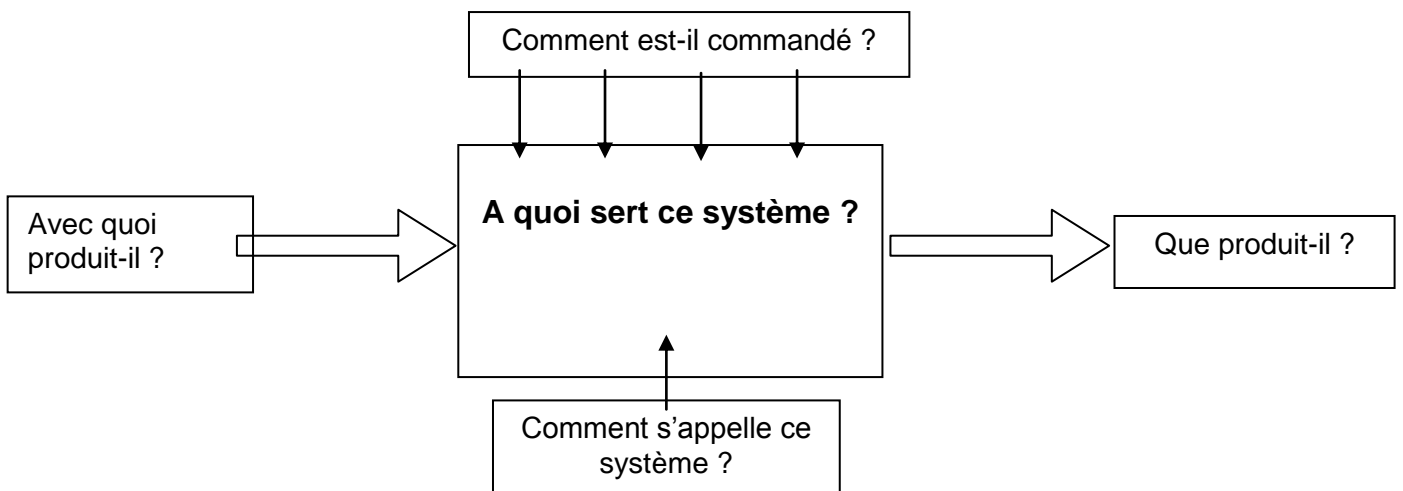 Comment est-il commandé ?
A quoi sert ce système ?
Avec quoi
produit-il ?
Que produit-il ?
Comment s’appelle ce
système ?